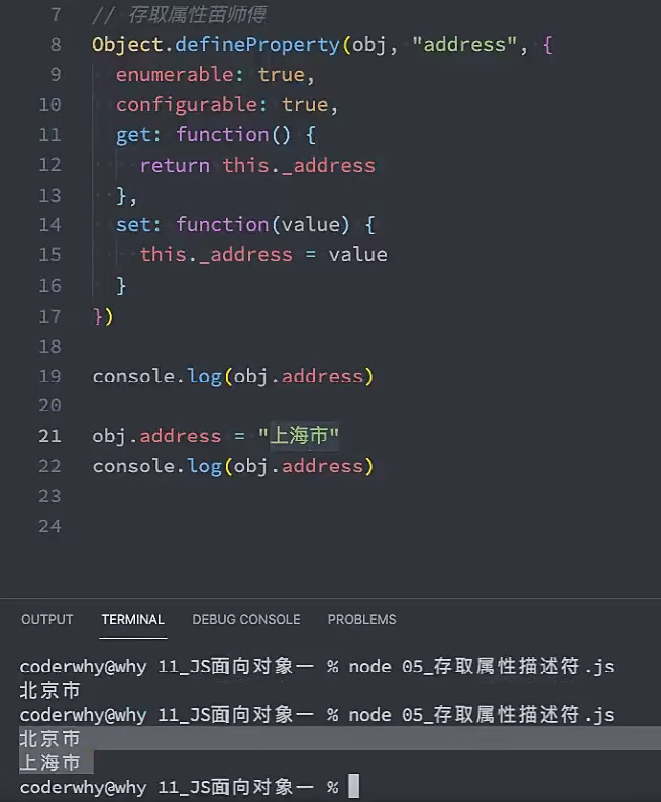 7 // 存取属性苗师傅
8 Object.defineProperty(obj, "address", {
9 enumerable: true,
10 configurable: true,
11 get: function() {
12 return this._address
13 },
14 set: function(value) {
15 this._address = value
16 }
17 })
18
19 console.log(obj.address)
20
21 obj.address = "上海市"
22 console.log(obj.address)
23
24
OUTPUT TERMINAL DEBUG CONSOLE PROBLEMS
coderwhy@why 11_JS面向对象一 % node 05_存取属性描述符.js
北京市
coderwhy@why 11_JS面向对象一 % node 05_存取属性描述符.js
北京市
上海市
coderwhy@why 11_JS面向对象一 %